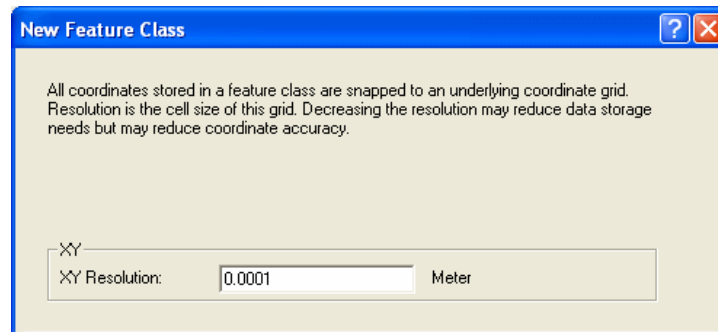 New Feature Class
?
All coordinates stored in a feature class are snapped to an underlying coordinate grid.
Resolution is the cell size of this grid. Decreasing the resolution may reduce data storage
needs but may reduce coordinate accuracy.
XY
XY Resolution: 0.0001 Meter